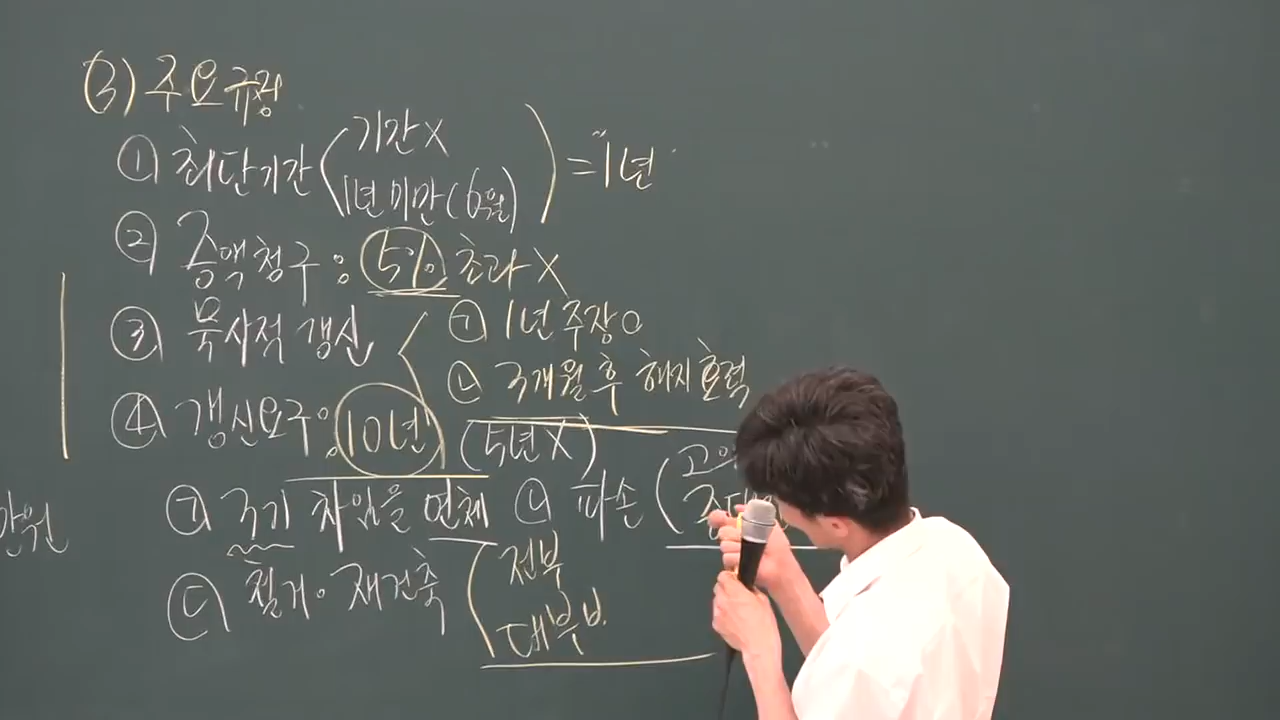 (3) 주요규정
① 최단기간 기간X
1년 미만(6월) = "1년
② 증액청구 : 5% 초과 X
③ 묵사적 갱신 ㉠ 1년 주장 O
㉡ 3개월 후 해지 효력
④ 갱신요구 : 10년 (5년 X)
㉠ 3기 차임을 연체 ㉡ 파손 (고의
만원
㉢ 철거·재건축 전부
대부분